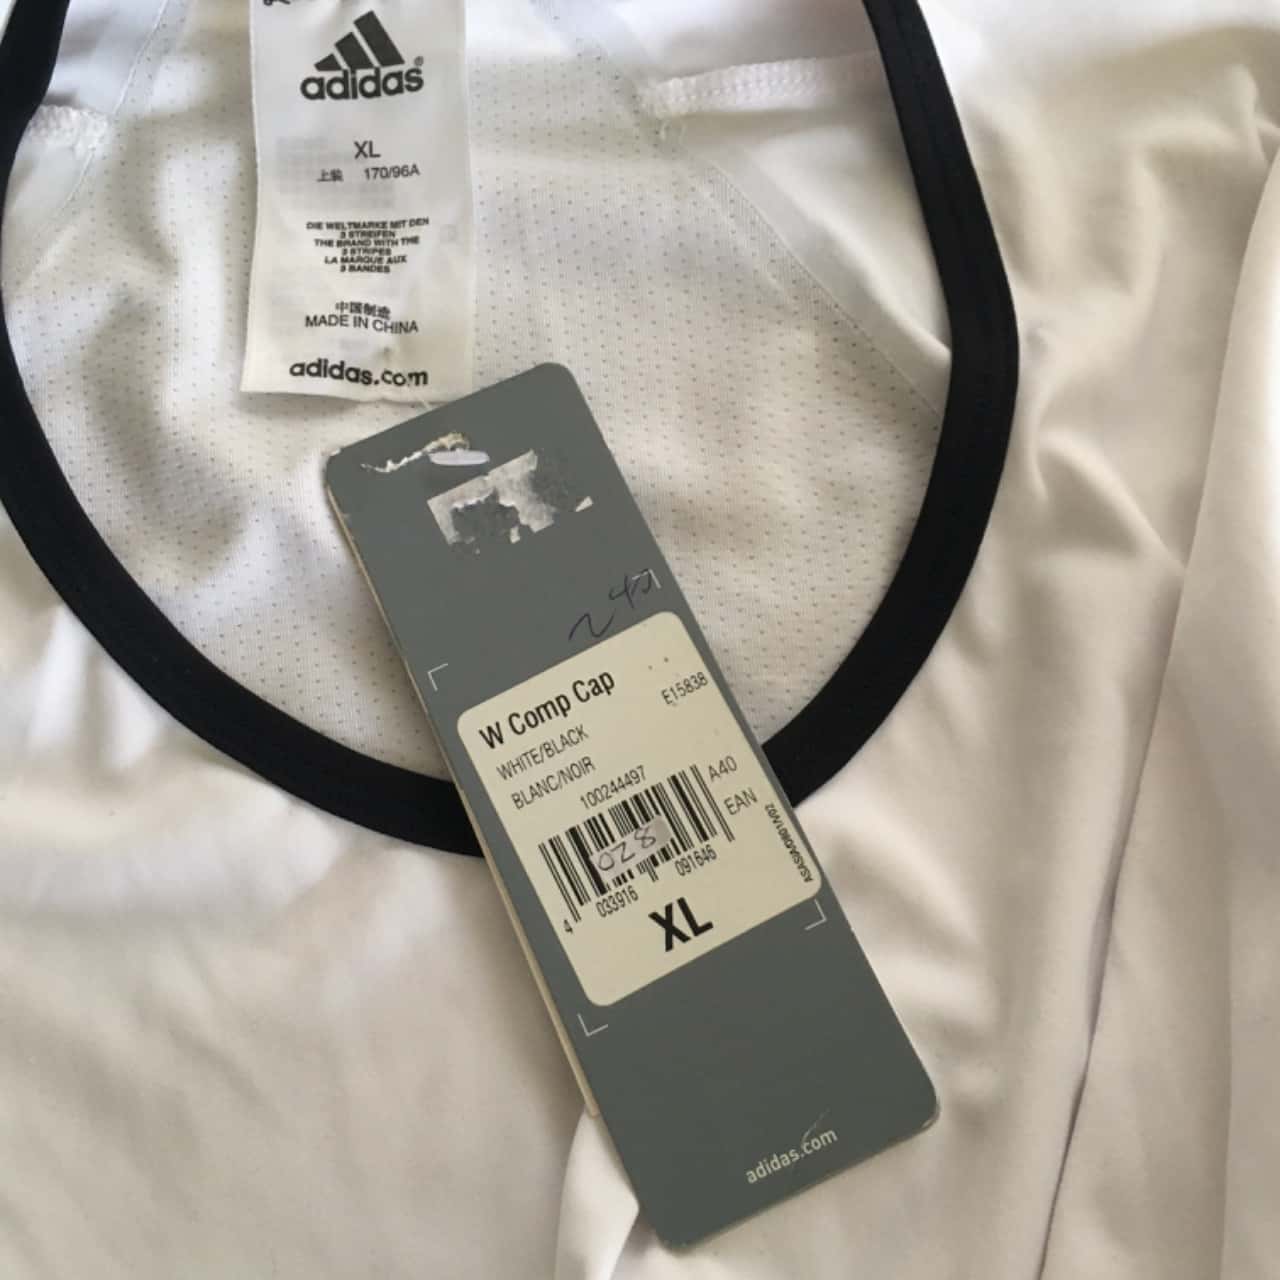 adidas®
XL
上装 170/96A
DIE WELTMARKE MIT DEN
3 STREIFEN
THE BRAND WITH THE
3 STRIPES
LA MARQUE AUX
3 BANDES
中国制造
MADE IN CHINA
adidas.com
W Comp Cap
E15838
WHITE/BLACK
BLANC/NOIR
100244497
A40
EAN
028
4 033916 091646
XL
adidas.com